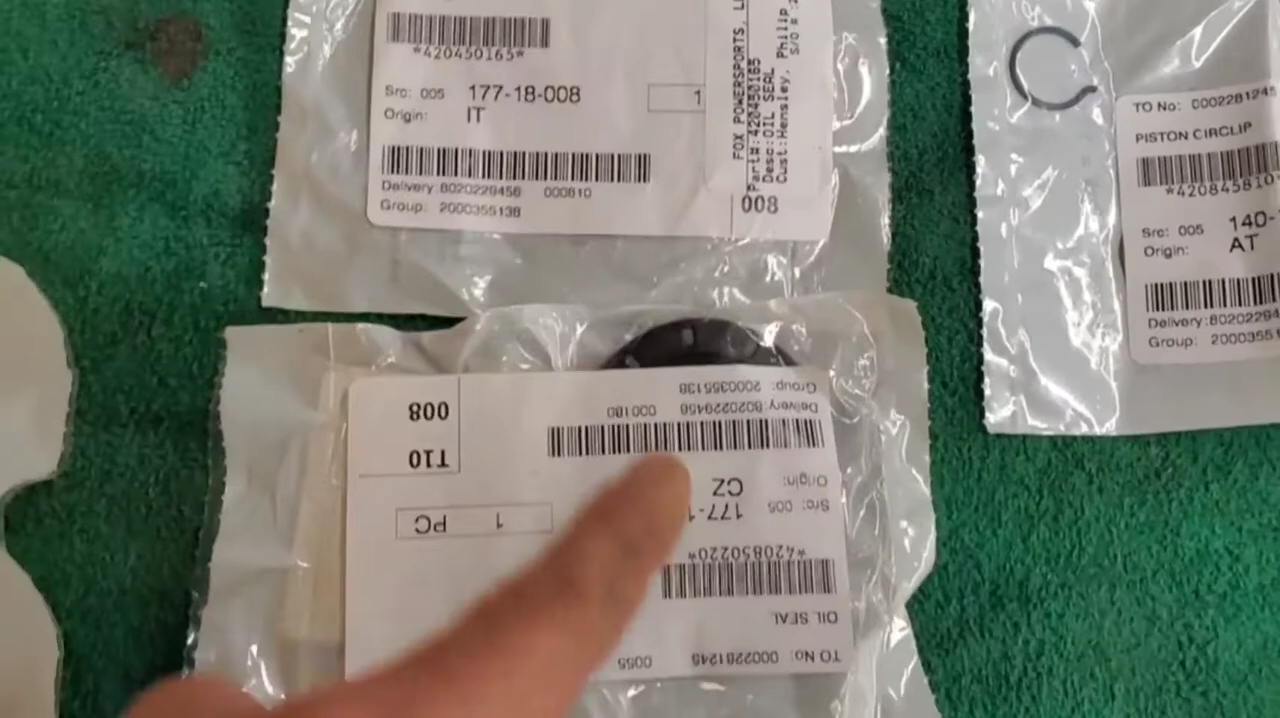 *420450165*
Src: 005 177-18-008
Origin: IT
1
Delivery: 8020229456 000810
Group: 2000355138
008
FOX POWERSPORTS,
Part#: 420450165
Desc: OIL SEAL
Cust: Hensley, Philip
S/O #:
TO No: 0002281245
PISTON CIRCLIP
*420845810
Src: 005 140-
Origin: AT
Delivery: 80202294
Group: 2000355
TO No: 0002281245 0055
OIL SEAL
*420850220*
Src: 005 177-1
Origin: CZ
1 PC
Delivery: 8020229456 000180
Group: 2000355138
T10
008